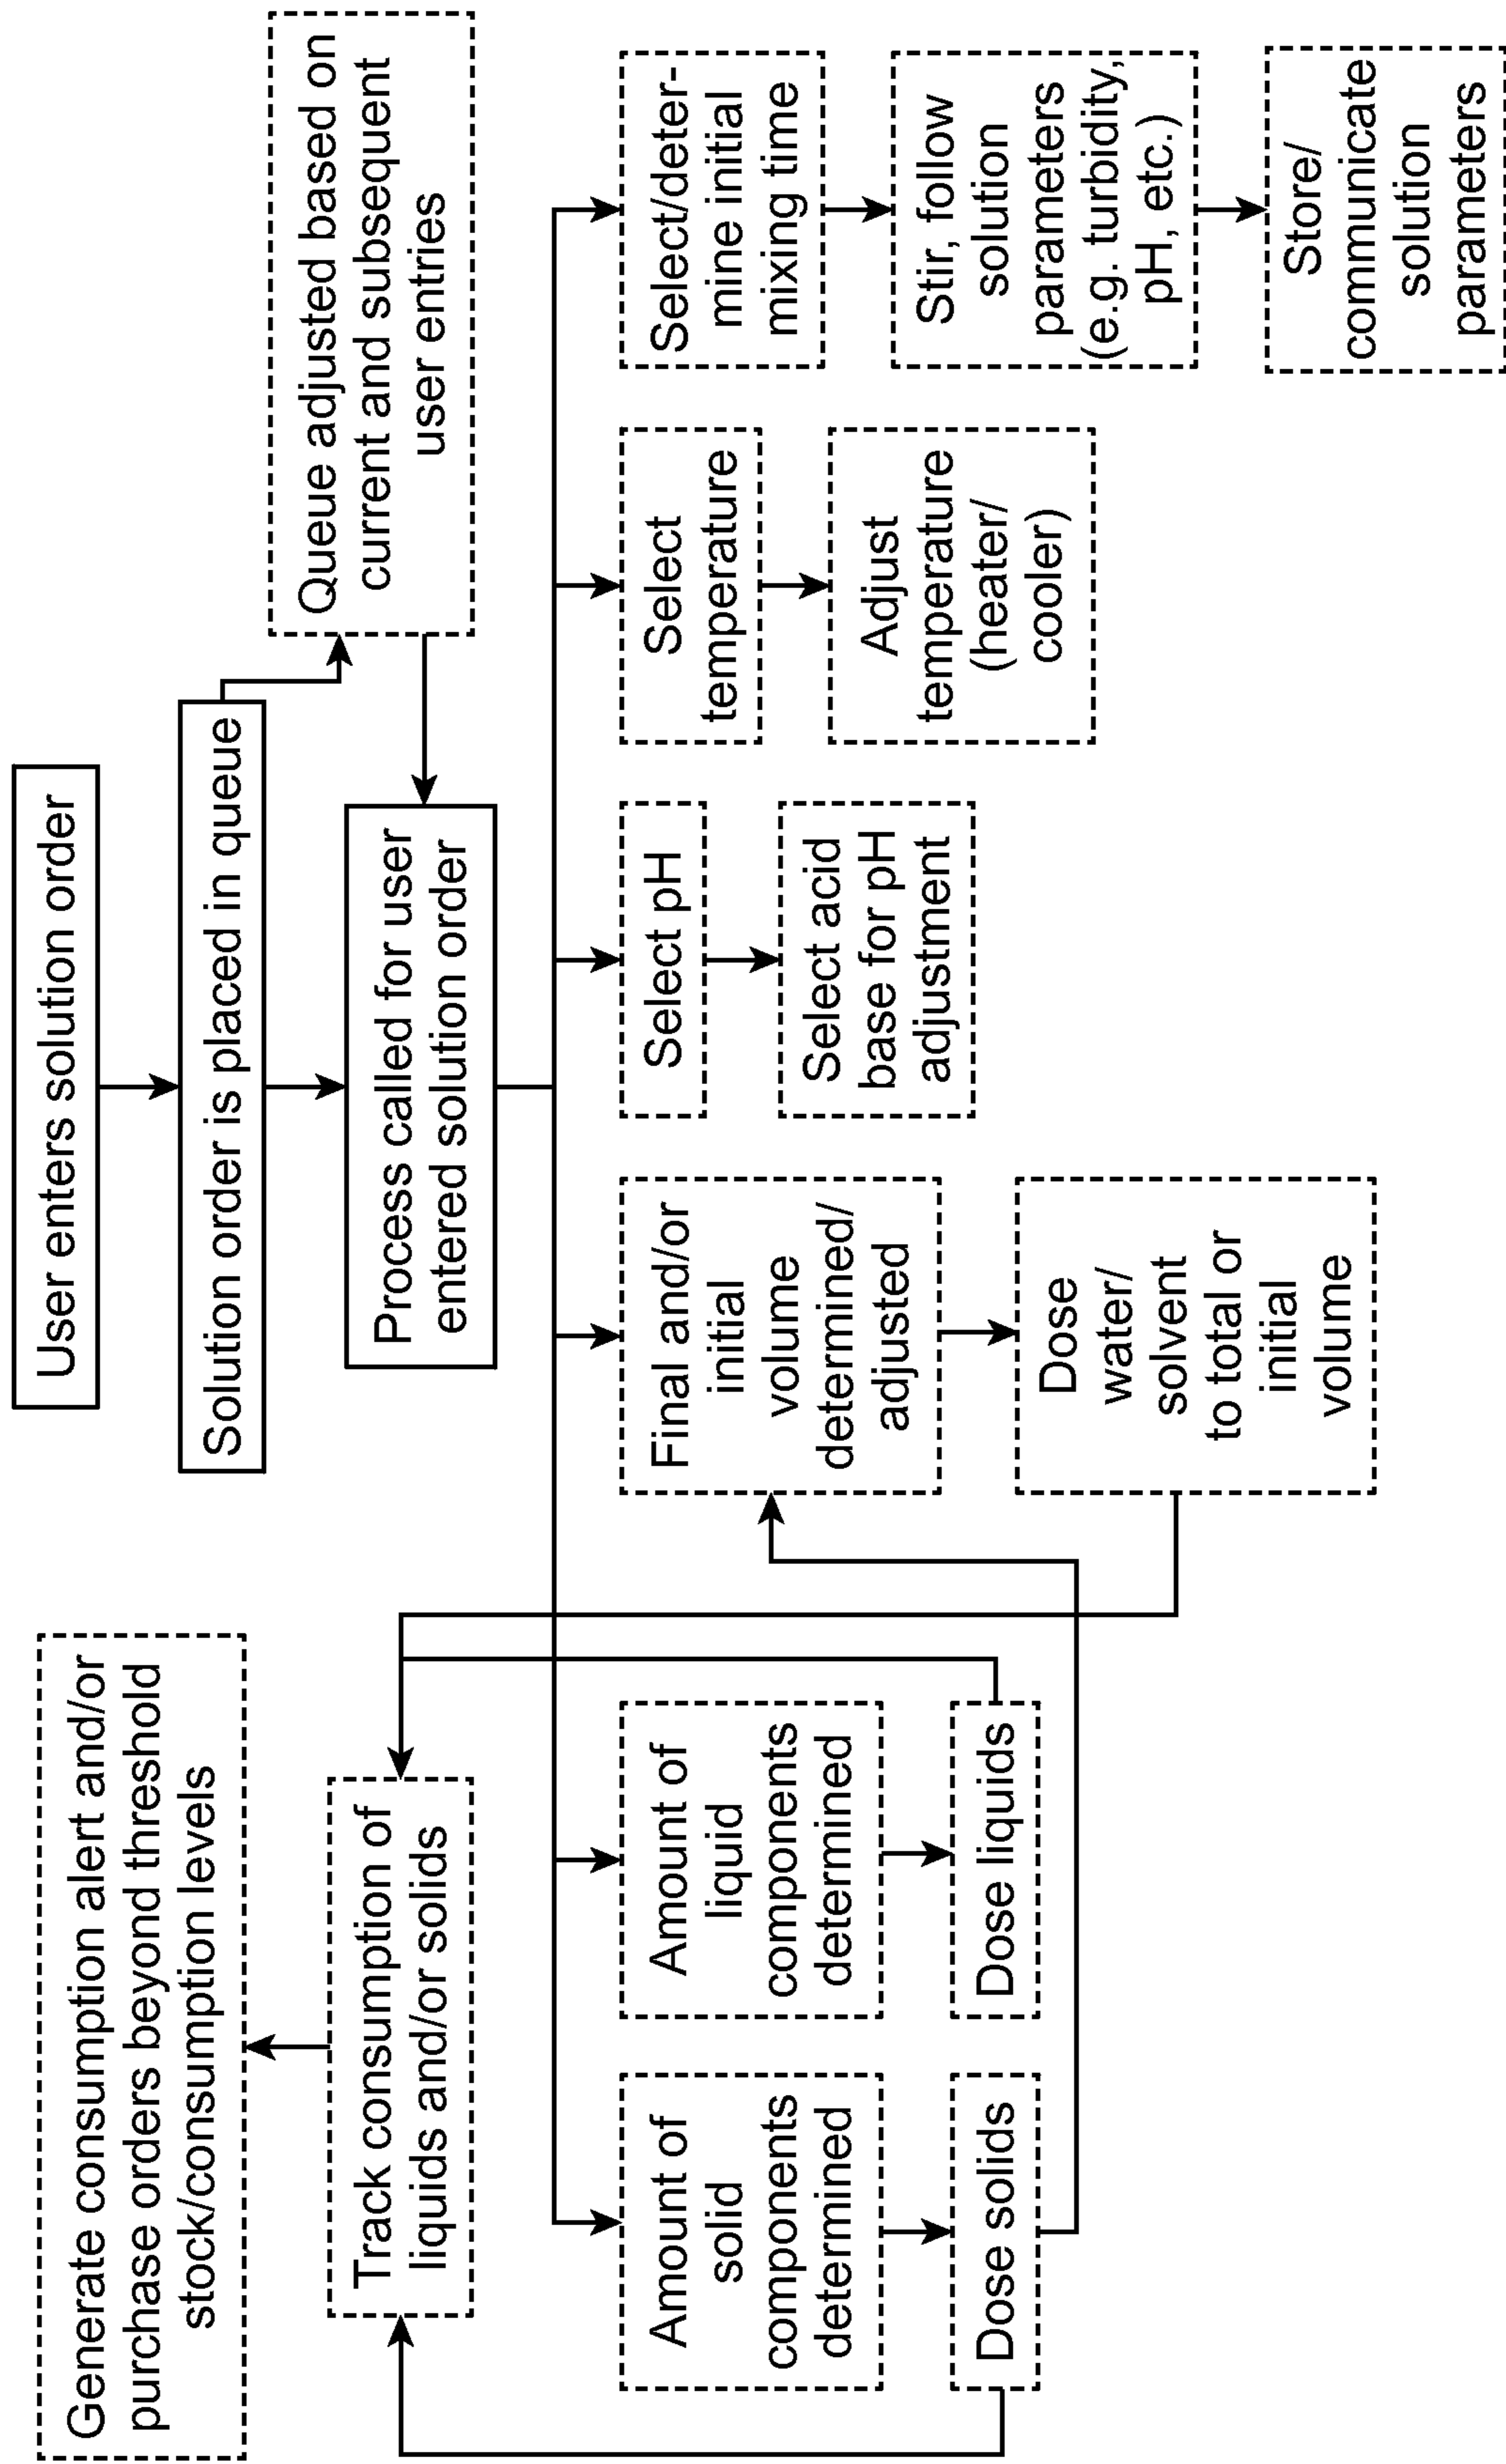 User enters solution order
Solution order is placed in queue
Queue adjusted based on
current and subsequent
user entries
Generate consumption alert and/or
purchase orders beyond threshold
stock/consumption levels
Track consumption of
liquids and/or solids
Process called for user
entered solution order
Amount of
solid
components
determined
Dose solids
Amount of
liquid
components
determined
Dose liquids
Final and/or
initial
volume
determined/
adjusted
Dose
water/
solvent
to total or
initial
volume
Select pH
Select acid
base for pH
adjustment
Select
temperature
Adjust
temperature
(heater/
cooler)
Select/deter-
mine initial
mixing time
Stir, follow
solution
parameters
(e.g. turbidity,
pH, etc.)
Store/
communicate
solution
parameters